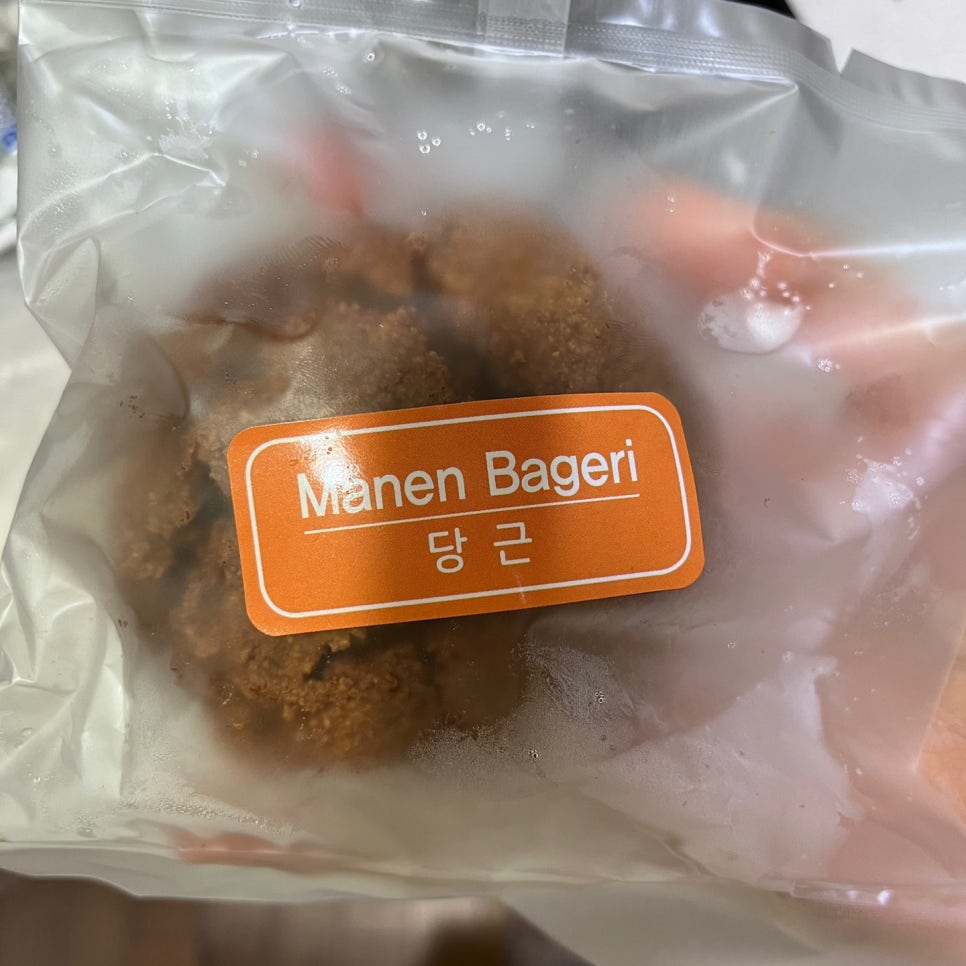 Manen Bageri
당근